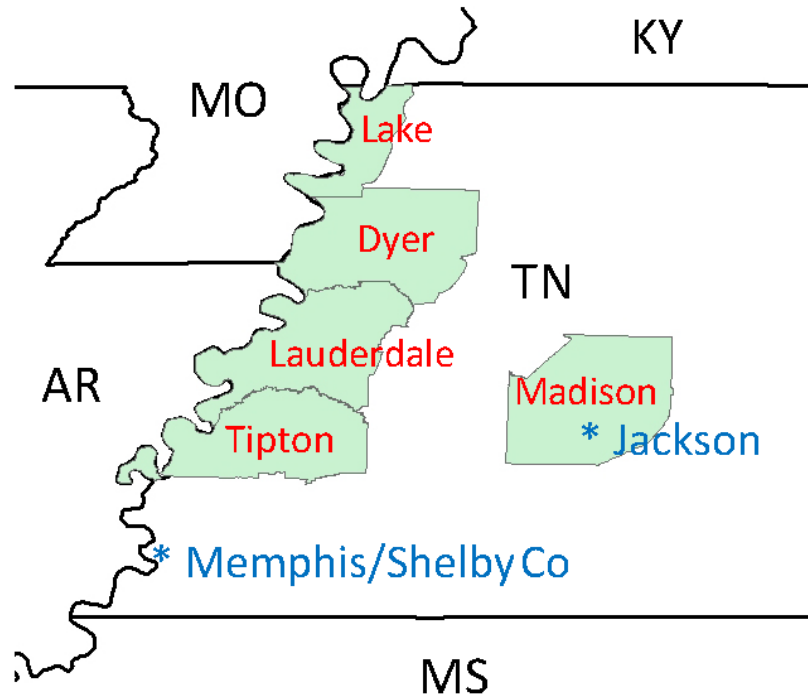 KY
MO
Lake
Dyer
TN
Lauderdale
AR
Madison
Tipton
* Jackson
* Memphis/Shelby Co
MS